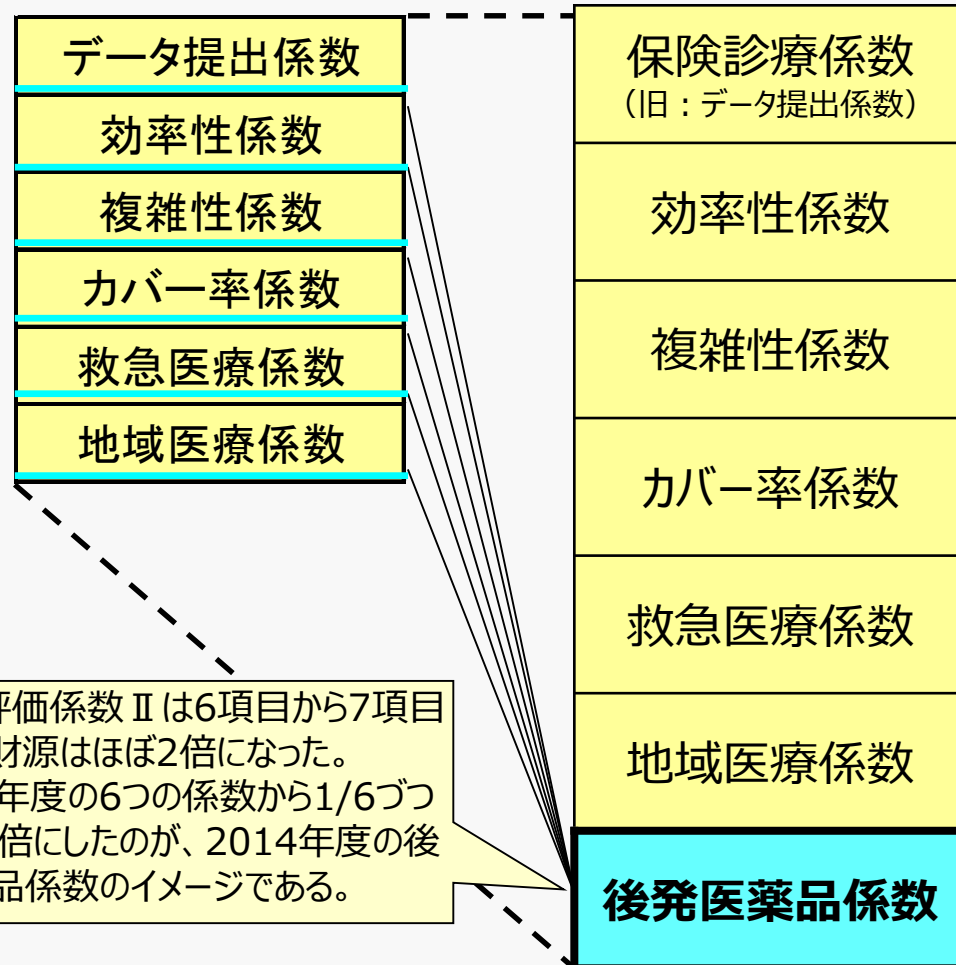 データ提出係数
効率性係数
複雑性係数
カバー率係数
救急医療係数
地域医療係数
保険診療係数
（旧：データ提出係数）
効率性係数
複雑性係数
カバー率係数
救急医療係数
地域医療係数
後発医薬品係数
評価係数Ⅱは6項目から7項目
財源はほぼ2倍になった。
年度の6つの係数から1/6づつ
倍にしたのが、2014年度の後
品係数のイメージである。